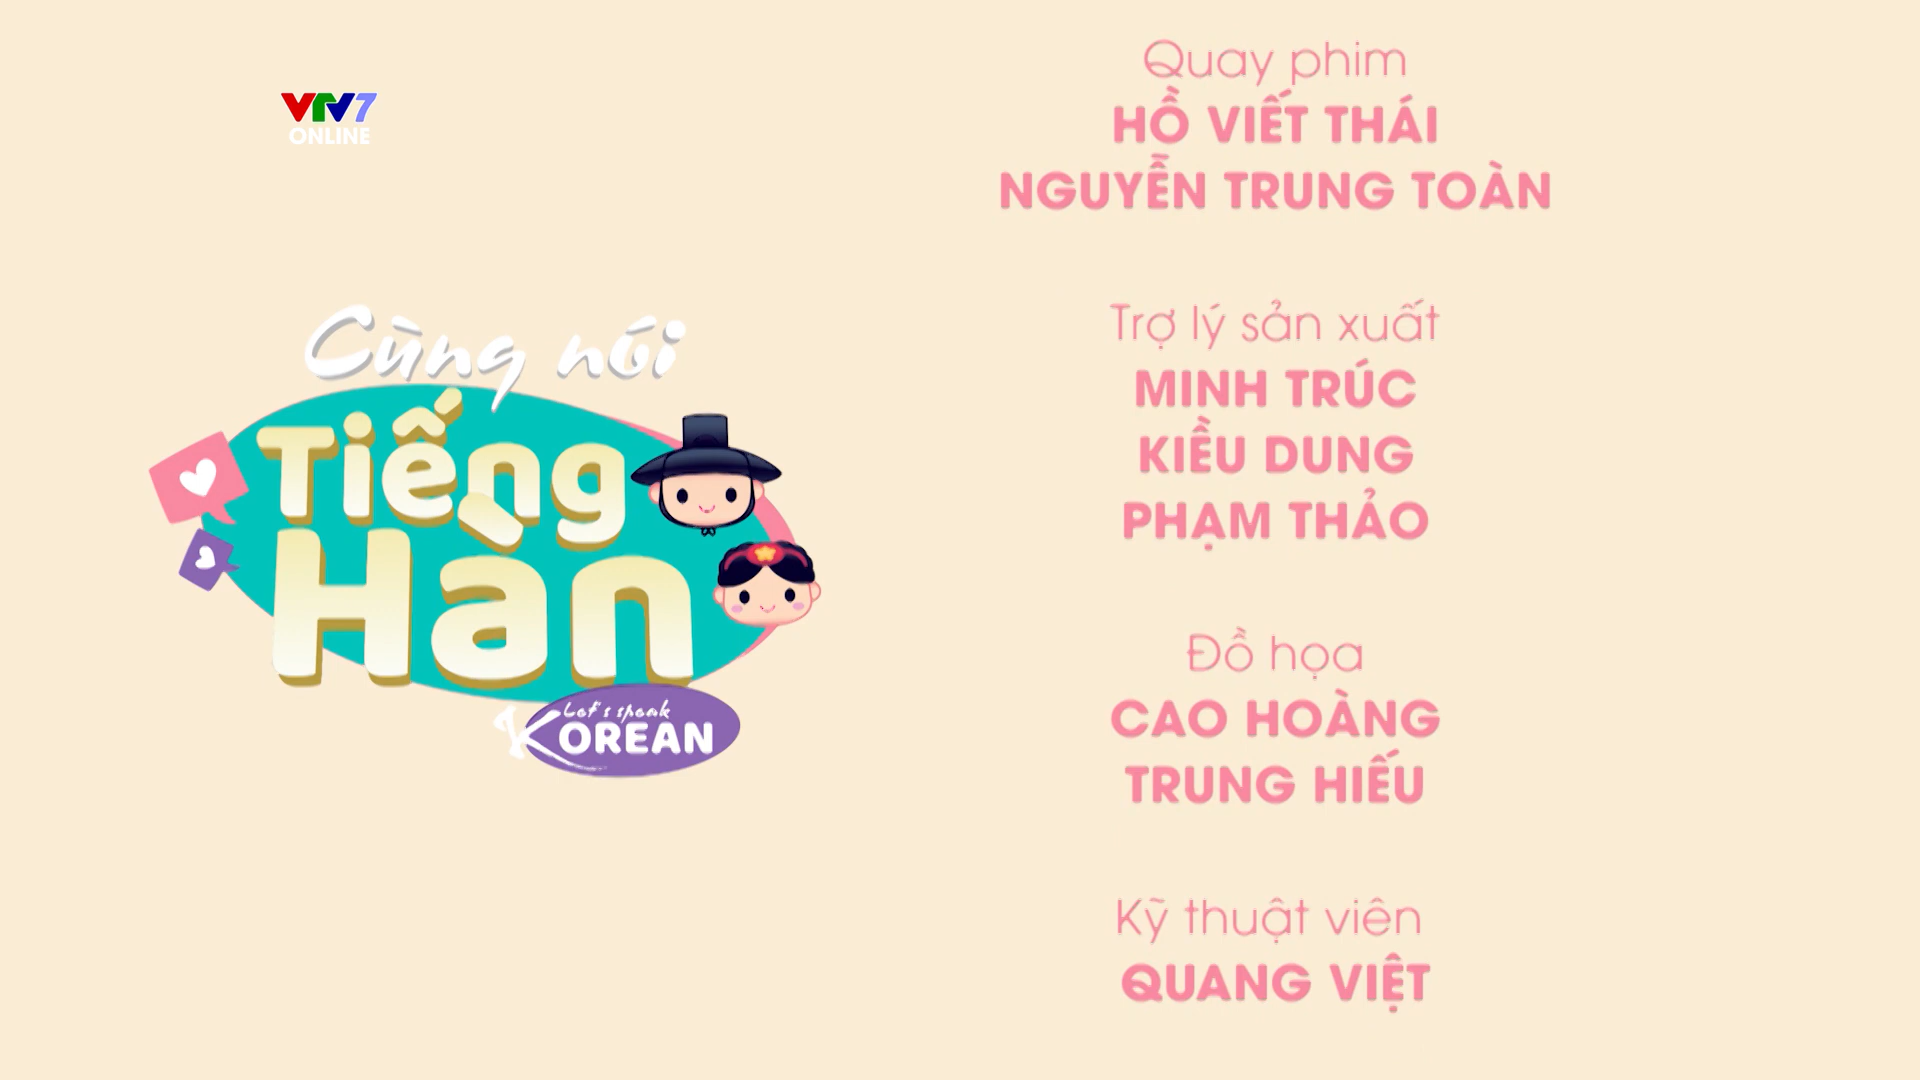 VTV7
ONLINE
Cùng nói
Tiếng
Hàn
Let's speak
KOREAN
Quay phim
HỒ VIẾT THÁI
NGUYỄN TRUNG TOÀN
Trợ lý sản xuất
MINH TRÚC
KIỀU DUNG
PHẠM THẢO
Đồ họa
CAO HOÀNG
TRUNG HIẾU
Kỹ thuật viên
QUANG VIỆT